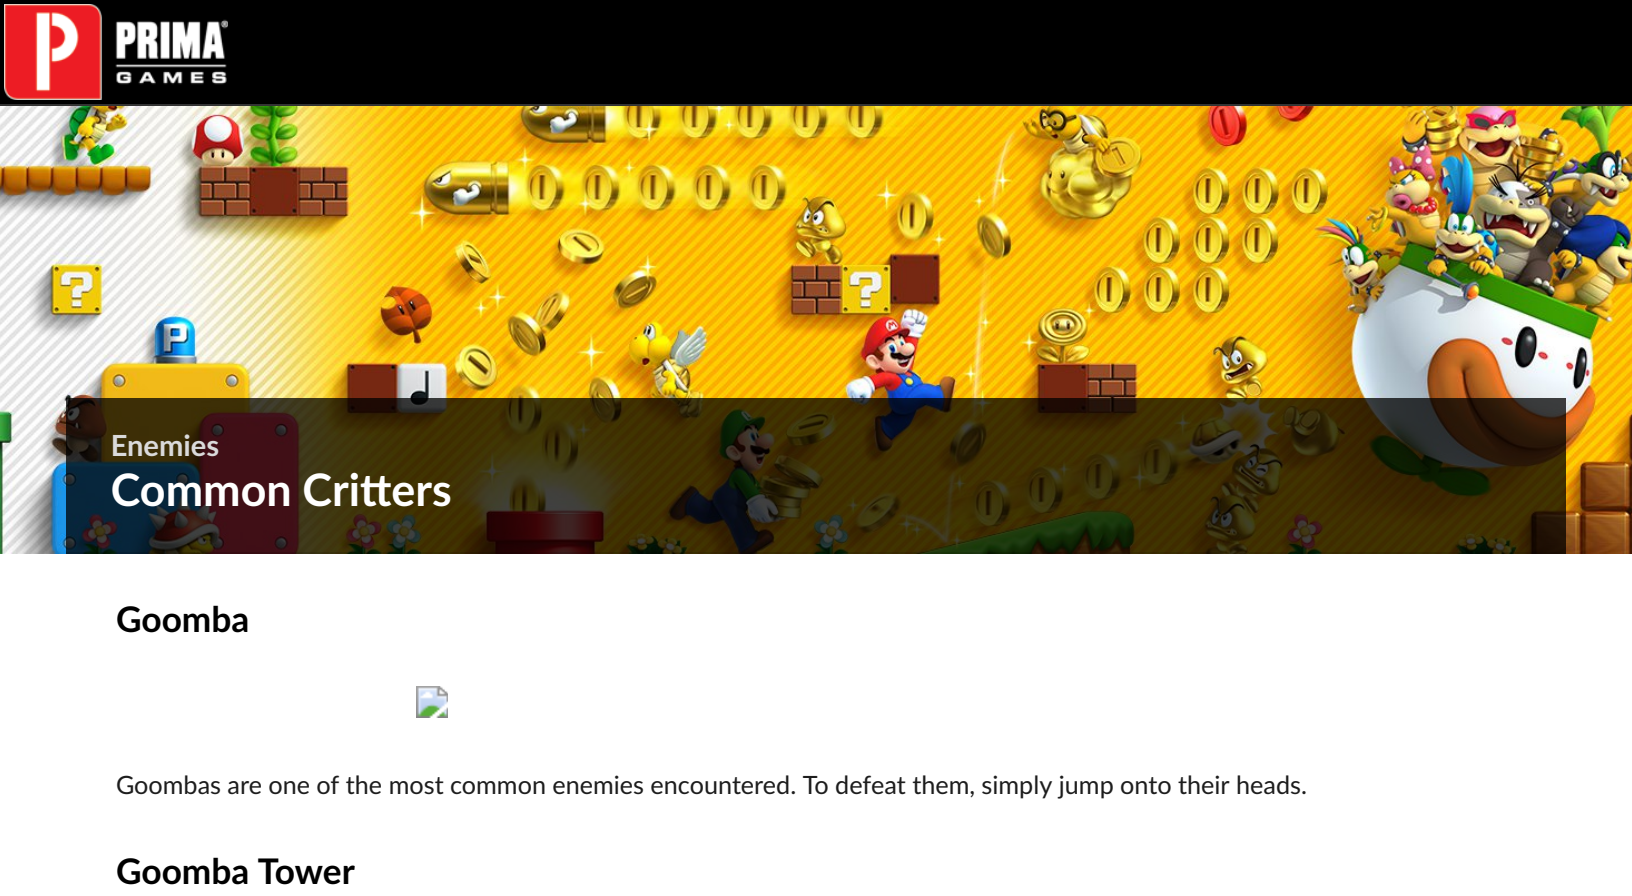 P PRIMA®
GAMES
?
?
P
M
Enemies
Common Critters
Goomba
Goombas are one of the most common enemies encountered. To defeat them, simply jump onto their heads.
Goomba Tower